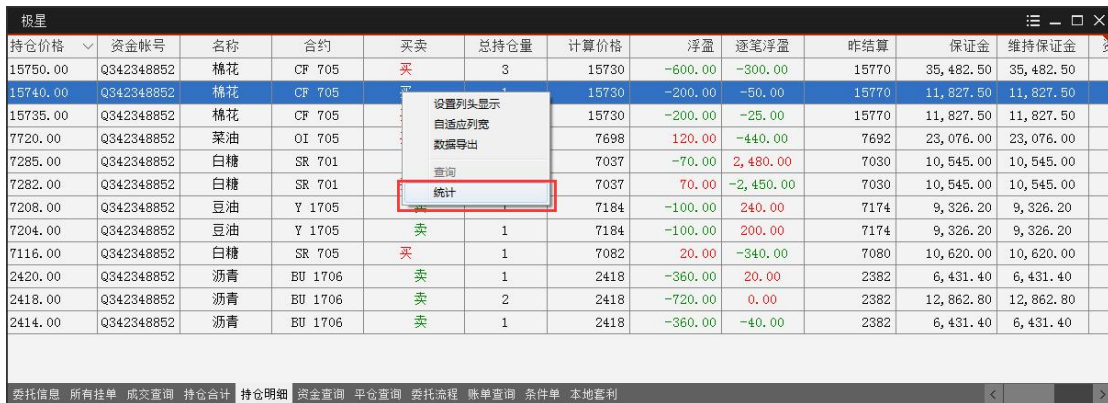 极星
持仓价格 资金帐号 名称 合约 买卖 总持仓量 计算价格 浮盈 逐笔浮盈 昨结算 保证金 维持保证金
15750.00 Q342348852 棉花 CF 705 买 3 15730 -600.00 -300.00 15770 35,482.50 35,482.50
15740.00 Q342348852 棉花 CF 705 15730 -200.00 -50.00 15770 11,827.50 11,827.50
设置列头显示
15735.00 Q342348852 棉花 CF 705 15730 -200.00 -25.00 15770 11,827.50 11,827.50
自适应列宽
7720.00 Q342348852 菜油 OI 705 7698 120.00 -440.00 7692 23,076.00 23,076.00
数据导出
7285.00 Q342348852 白糖 SR 701 7037 -70.00 2,480.00 7030 10,545.00 10,545.00
查询
7282.00 Q342348852 白糖 SR 701 7037 70.00 -2,450.00 7030 10,545.00 10,545.00
统计
7208.00 Q342348852 豆油 Y 1705 7184 -100.00 240.00 7174 9,326.20 9,326.20
7204.00 Q342348852 豆油 Y 1705 卖 1 7184 -100.00 200.00 7174 9,326.20 9,326.20
7116.00 Q342348852 白糖 SR 705 买 1 7082 20.00 -340.00 7080 10,620.00 10,620.00
2420.00 Q342348852 沥青 BU 1706 卖 1 2418 -360.00 20.00 2382 6,431.40 6,431.40
2418.00 Q342348852 沥青 BU 1706 卖 2 2418 -720.00 0.00 2382 12,862.80 12,862.80
2414.00 Q342348852 沥青 BU 1706 卖 1 2418 -360.00 -40.00 2382 6,431.40 6,431.40
委托信息 所有挂单 成交查询 持仓合计 持仓明细 资金查询 平仓查询 委托流程 账单查询 条件单 本地套利